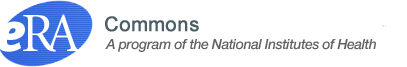 eRA Commons
A program of the National Institutes of Health